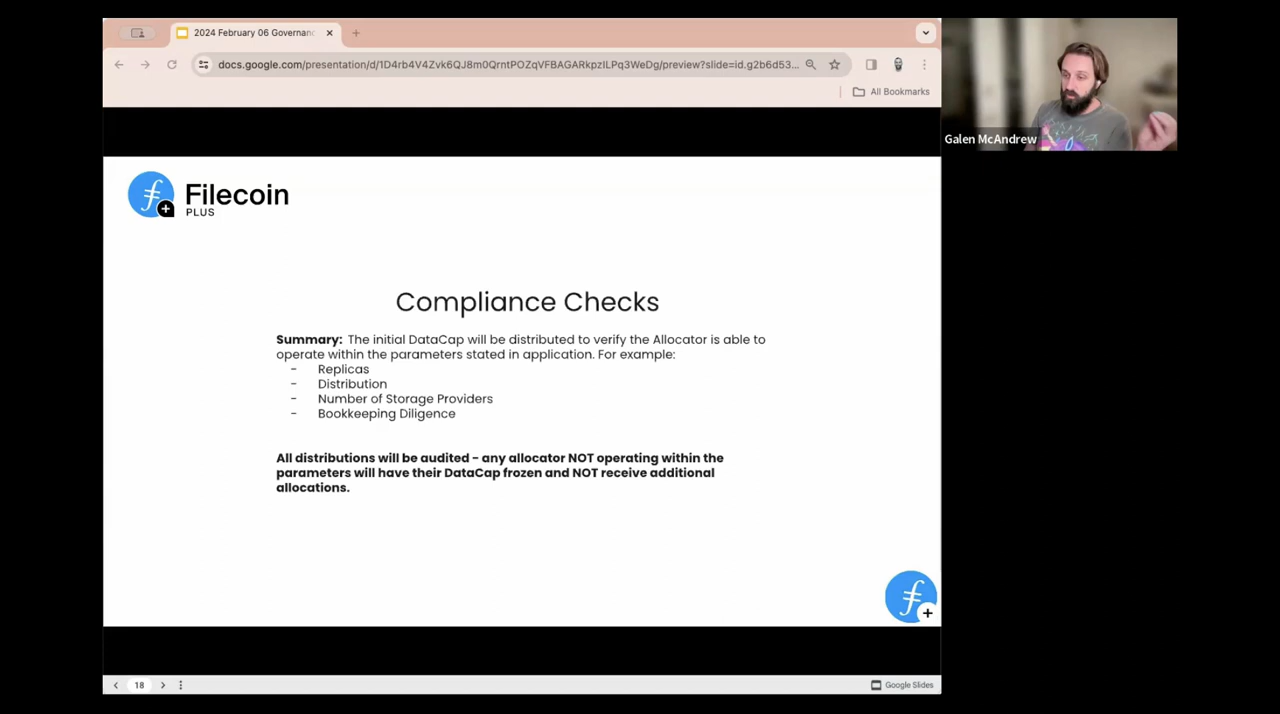 2024 February 06 Governanc
docs.google.com/presentation/d/1D4rb4V4Zvk6QJ8m0QrntPOZqVFBAGARkpzILPq3WeDg/preview?slide=id.g2b6d53...
All Bookmarks
Galen McAndrew
Filecoin
PLUS
Compliance Checks
Summary: The initial DataCap will be distributed to verify the Allocator is able to
operate within the parameters stated in application. For example:
- Replicas
- Distribution
- Number of Storage Providers
- Bookkeeping Diligence
All distributions will be audited - any allocator NOT operating within the
parameters will have their DataCap frozen and NOT receive additional
allocations.
18
Google Slides